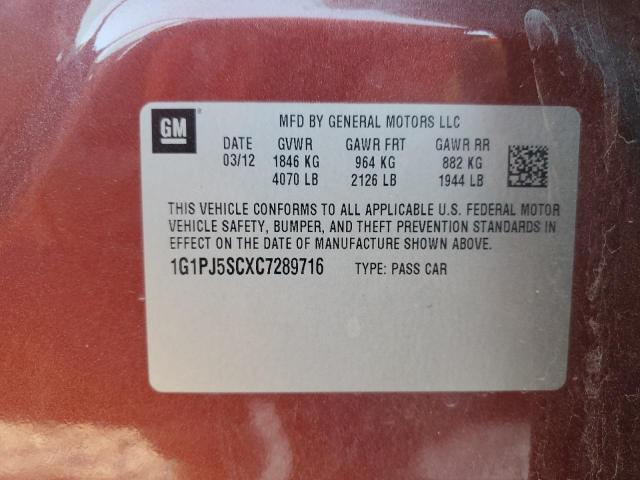 GM
MFD BY GENERAL MOTORS LLC
DATE GVWR GAWR FRT GAWR RR
03/12 1846 KG 964 KG 882 KG
4070 LB 2126 LB 1944 LB
THIS VEHICLE CONFORMS TO ALL APPLICABLE U.S. FEDERAL MOTOR
VEHICLE SAFETY, BUMPER, AND THEFT PREVENTION STANDARDS IN
EFFECT ON THE DATE OF MANUFACTURE SHOWN ABOVE.
1G1PJ5SCXC7289716 TYPE: PASS CAR